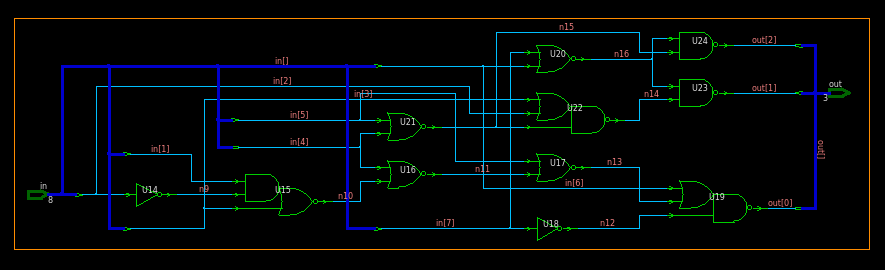 n15
U24
out[2]
U20
n16
in[]
in[2]
out
in[3]
n14
out[1]
U23
3
U22
in[5]
U21
in[4]
out[]
in[1]
U16
n11
U17
n13
in[6]
in
8
U14
n9
U15
n10
U19
out[0]
in[7]
U18
n12